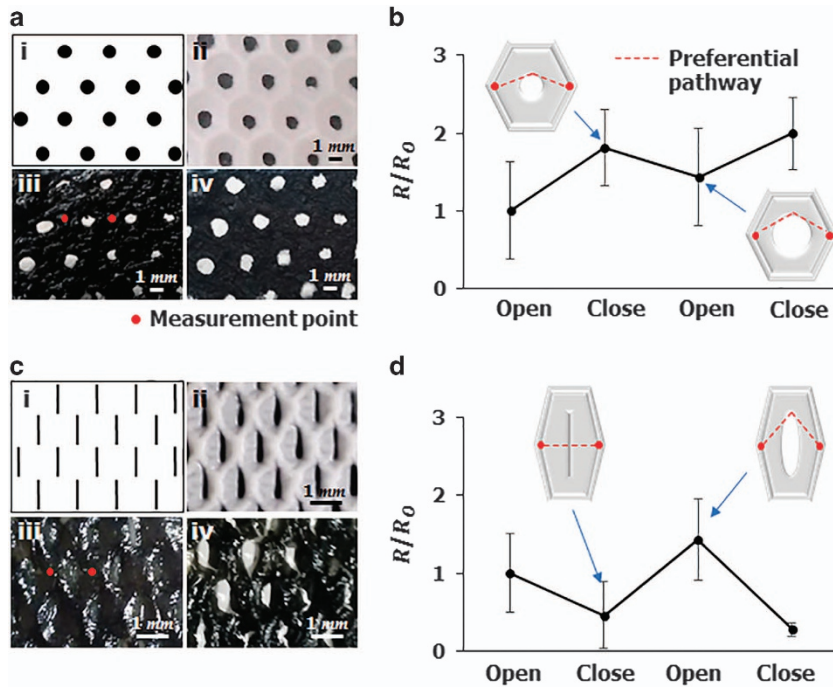 a
i
ii
1 mm
iii
iv
1 mm
1 mm
Measurement point
b
3
2
1
0
R/R_O
Preferential
pathway
Open Close Open Close
c
i
ii
1 mm
iii
iv
1 mm
1 mm
d
3
2
1
0
R/R_O
Open Close Open Close